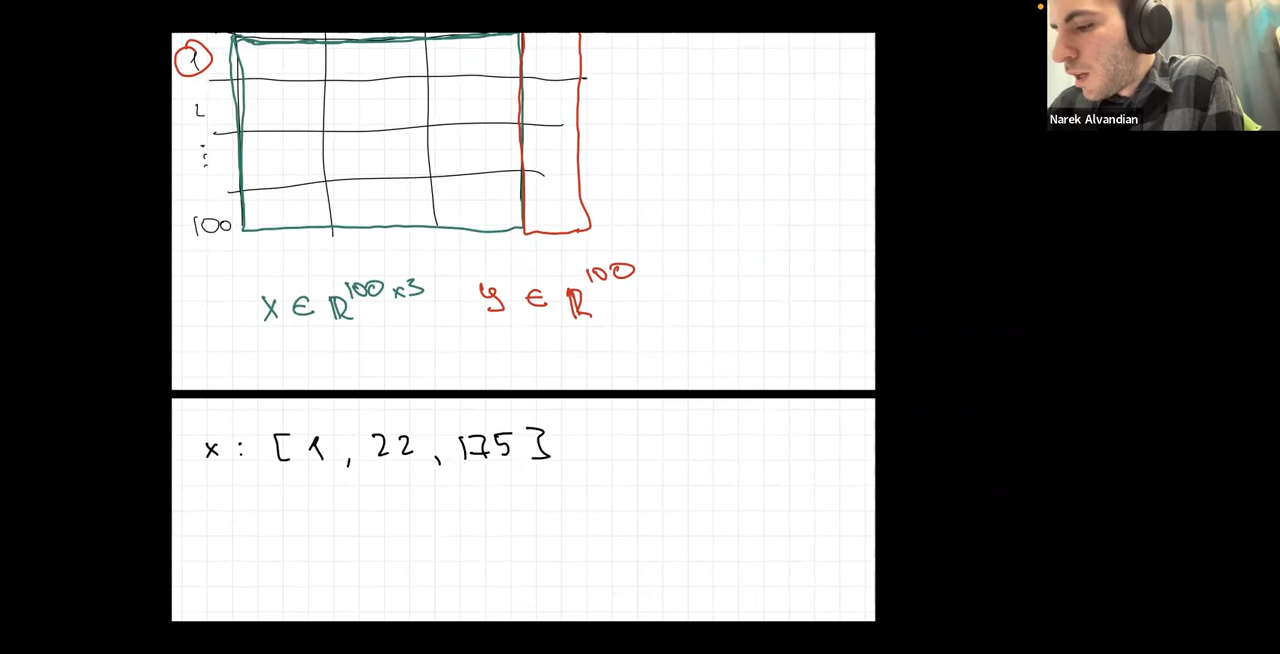 1
2
⋮
100
X ∈ ℝ^100×3 y ∈ ℝ^100
x : [ 1 , 22 , 175 ]
Narek Alvandian